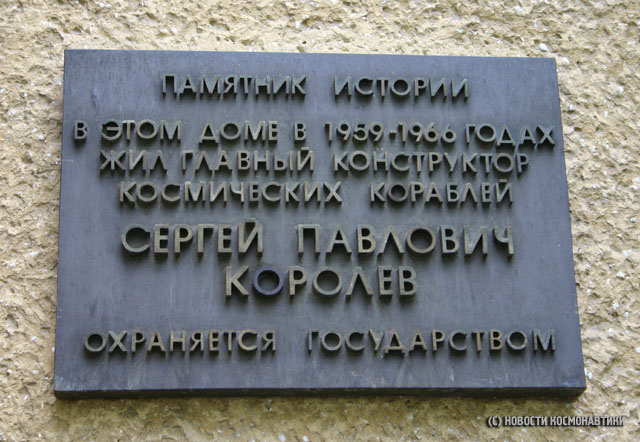 ПАМЯТНИК ИСТОРИИ
В ЭТОМ ДОМЕ В 1959-1966 ГОДАХ
ЖИЛ ГЛАВНЫЙ КОНСТРУКТОР
КОСМИЧЕСКИХ КОРАБЛЕЙ
СЕРГЕЙ ПАВЛОВИЧ
КОРОЛЕВ
ОХРАНЯЕТСЯ ГОСУДАРСТВОМ
(C) НОВОСТИ КОСМОНАВТИКИ